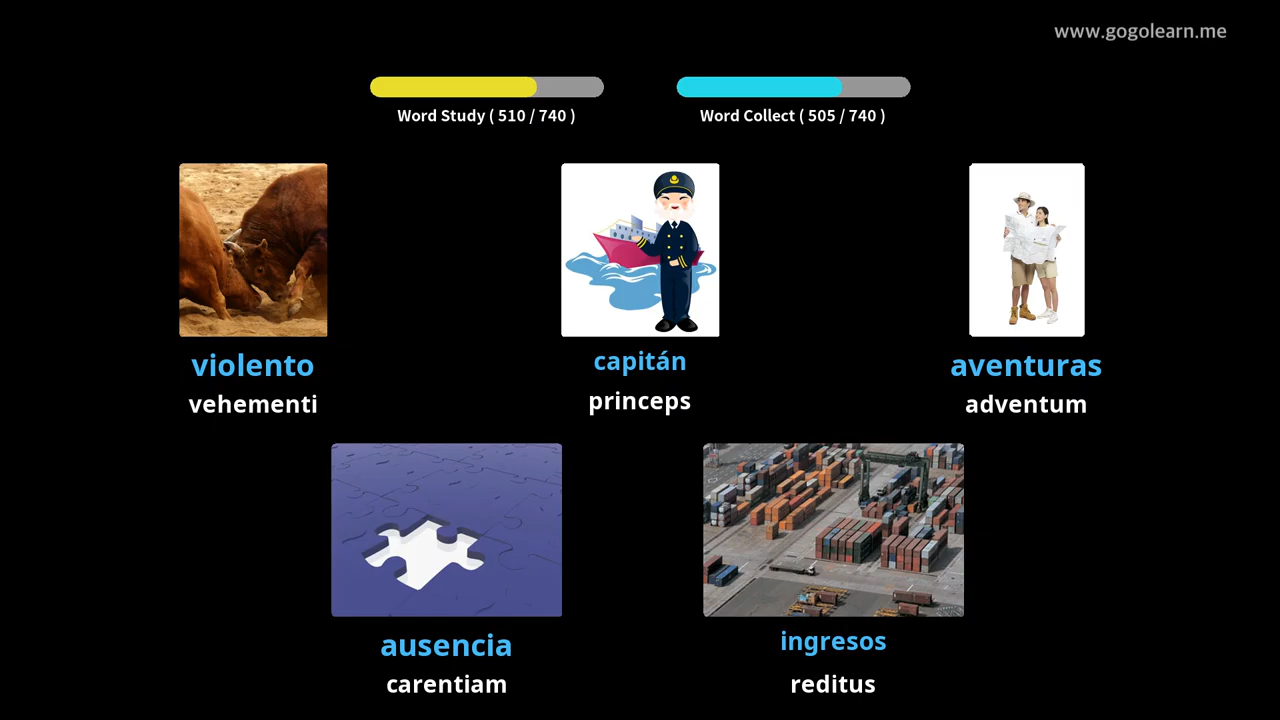 www.gogolearn.me
Word Study ( 510 / 740 )
Word Collect ( 505 / 740 )
violento
vehementi
capitán
princeps
aventuras
adventum
ausencia
carentiam
ingresos
reditus